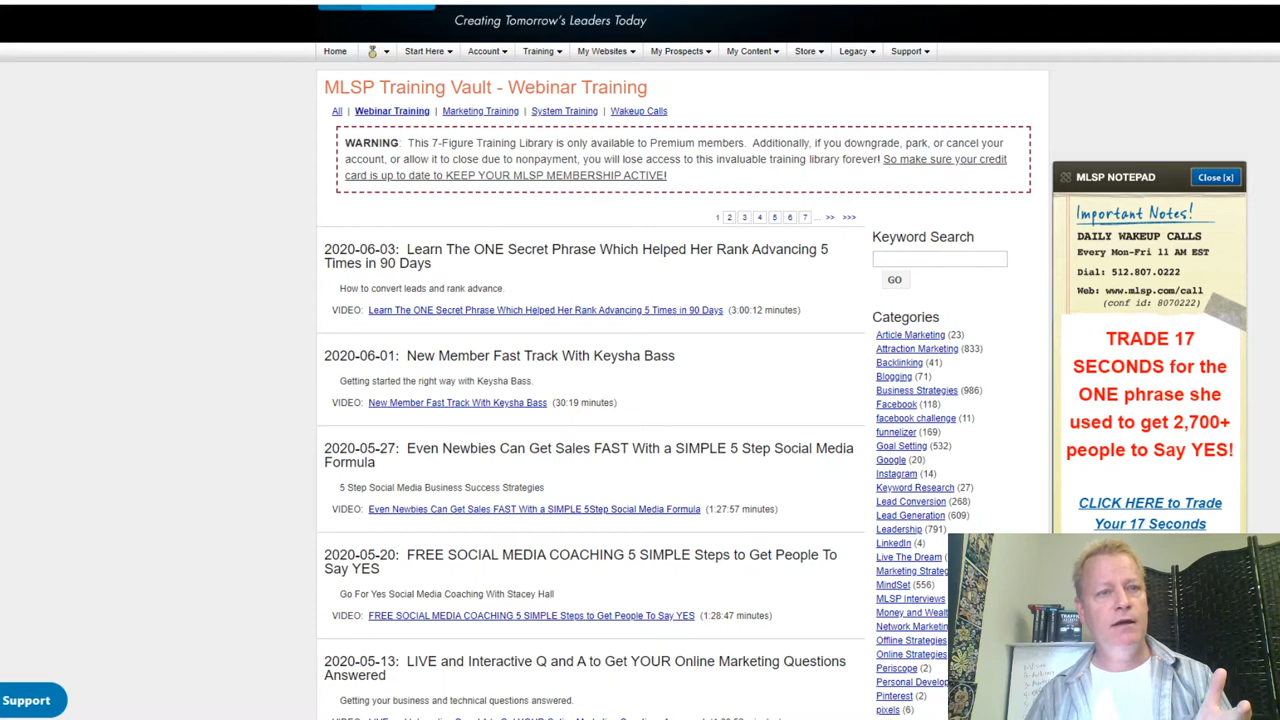 Creating Tomorrow's Leaders Today
Home Start Here Account Training My Websites My Prospects My Content Store Legacy Support
MLSP Training Vault - Webinar Training
All | Webinar Training | Marketing Training | System Training | Wakeup Calls
WARNING: This 7-Figure Training Library is only available to Premium members. Additionally, if you downgrade, park, or cancel your
account, or allow it to close due to nonpayment, you will lose access to this invaluable training library forever! So make sure your credit
card is up to date to KEEP YOUR MLSP MEMBERSHIP ACTIVE!
1 2 3 4 5 6 7 ... >> >>>
2020-06-03: Learn The ONE Secret Phrase Which Helped Her Rank Advancing 5
Times in 90 Days
How to convert leads and rank advance.
VIDEO: Learn The ONE Secret Phrase Which Helped Her Rank Advancing 5 Times in 90 Days (3:00:12 minutes)
2020-06-01: New Member Fast Track With Keysha Bass
Getting started the right way with Keysha Bass.
VIDEO: New Member Fast Track With Keysha Bass (30:19 minutes)
2020-05-27: Even Newbies Can Get Sales FAST With a SIMPLE 5 Step Social Media
Formula
5 Step Social Media Business Success Strategies
VIDEO: Even Newbies Can Get Sales FAST With a SIMPLE 5Step Social Media Formula (1:27:57 minutes)
2020-05-20: FREE SOCIAL MEDIA COACHING 5 SIMPLE Steps to Get People To
Say YES
Go For Yes Social Media Coaching With Stacey Hall
VIDEO: FREE SOCIAL MEDIA COACHING 5 SIMPLE Steps to Get People To Say YES (1:28:47 minutes)
2020-05-13: LIVE and Interactive Q and A to Get YOUR Online Marketing Questions
Answered
Getting your business and technical questions answered.
Keyword Search
GO
Categories
Article Marketing (23)
Attraction Marketing (833)
Backlinking (41)
Blogging (71)
Business Strategies (986)
Facebook (118)
facebook challenge (11)
funnelizer (169)
Goal Setting (532)
Google (20)
Instagram (14)
Keyword Research (27)
Lead Conversion (268)
Lead Generation (609)
Leadership (791)
LinkedIn (4)
Live The Dream (
Marketing Strateg
MindSet (556)
MLSP Interviews
Money and Wealt
Network Marketin
Offline Strategies
Online Strategies
Periscope (2)
Personal Develop
Pinterest (2)
pixels (6)
MLSP NOTEPAD Close [x]
Important Notes!
DAILY WAKEUP CALLS
Every Mon-Fri 11 AM EST
Dial: 512.807.0222
Web: www.mlsp.com/call
(conf id: 8070222)
TRADE 17
SECONDS for the
ONE phrase she
used to get 2,700+
people to Say YES!
CLICK HERE to Trade
Your 17 Seconds
Support